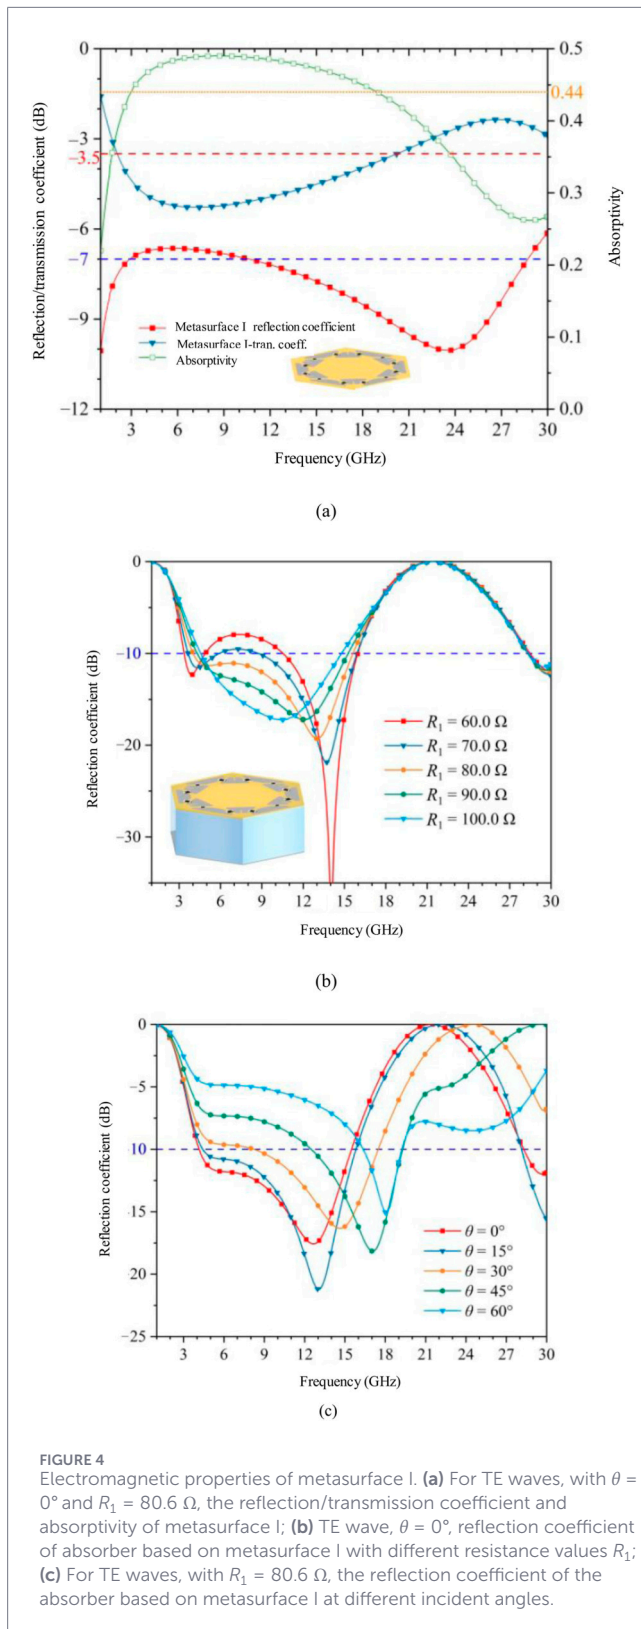 0
−3
−3.5
−6
−7
−9
−12
Reflection/transmission coefficient (dB)
0.5
0.44
0.4
0.3
0.2
0.1
0.0
Absorptivity
Metasurface I reflection coefficient
Metasurface I-tran. coeff.
Absorptivity
3 6 9 12 15 18 21 24 27 30
Frequency (GHz)
(a)
0
−10
−20
−30
Reflection coefficient (dB)
R1 = 60.0 Ω
R1 = 70.0 Ω
R1 = 80.0 Ω
R1 = 90.0 Ω
R1 = 100.0 Ω
3 6 9 12 15 18 21 24 27 30
Frequency (GHz)
(b)
0
−5
−10
−15
−20
−25
Reflection coefficient (dB)
θ = 0°
θ = 15°
θ = 30°
θ = 45°
θ = 60°
3 6 9 12 15 18 21 24 27 30
Frequency (GHz)
(c)
FIGURE 4
Electromagnetic properties of metasurface I. (a) For TE waves, with θ =
0° and R1 = 80.6 Ω, the reflection/transmission coefficient and
absorptivity of metasurface I; (b) TE wave, θ = 0°, reflection coefficient
of absorber based on metasurface I with different resistance values R1;
(c) For TE waves, with R1 = 80.6 Ω, the reflection coefficient of the
absorber based on metasurface I at different incident angles.